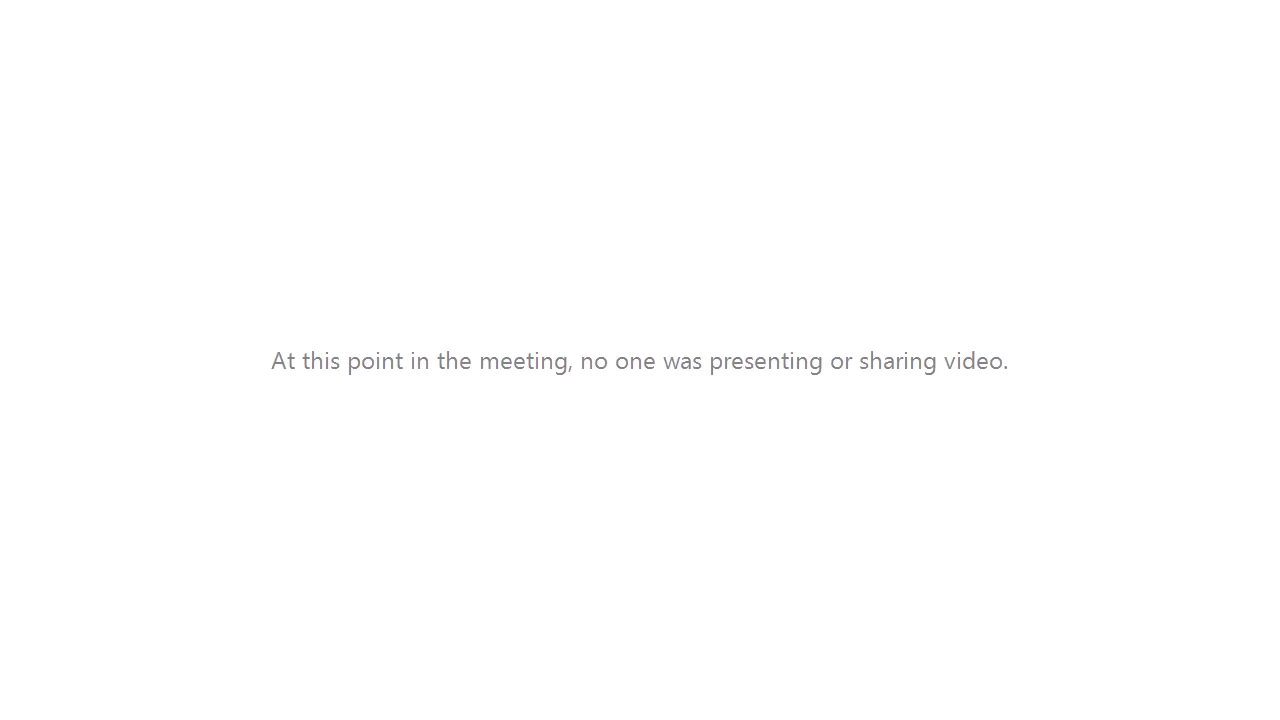 At this point in the meeting, no one was presenting or sharing video.